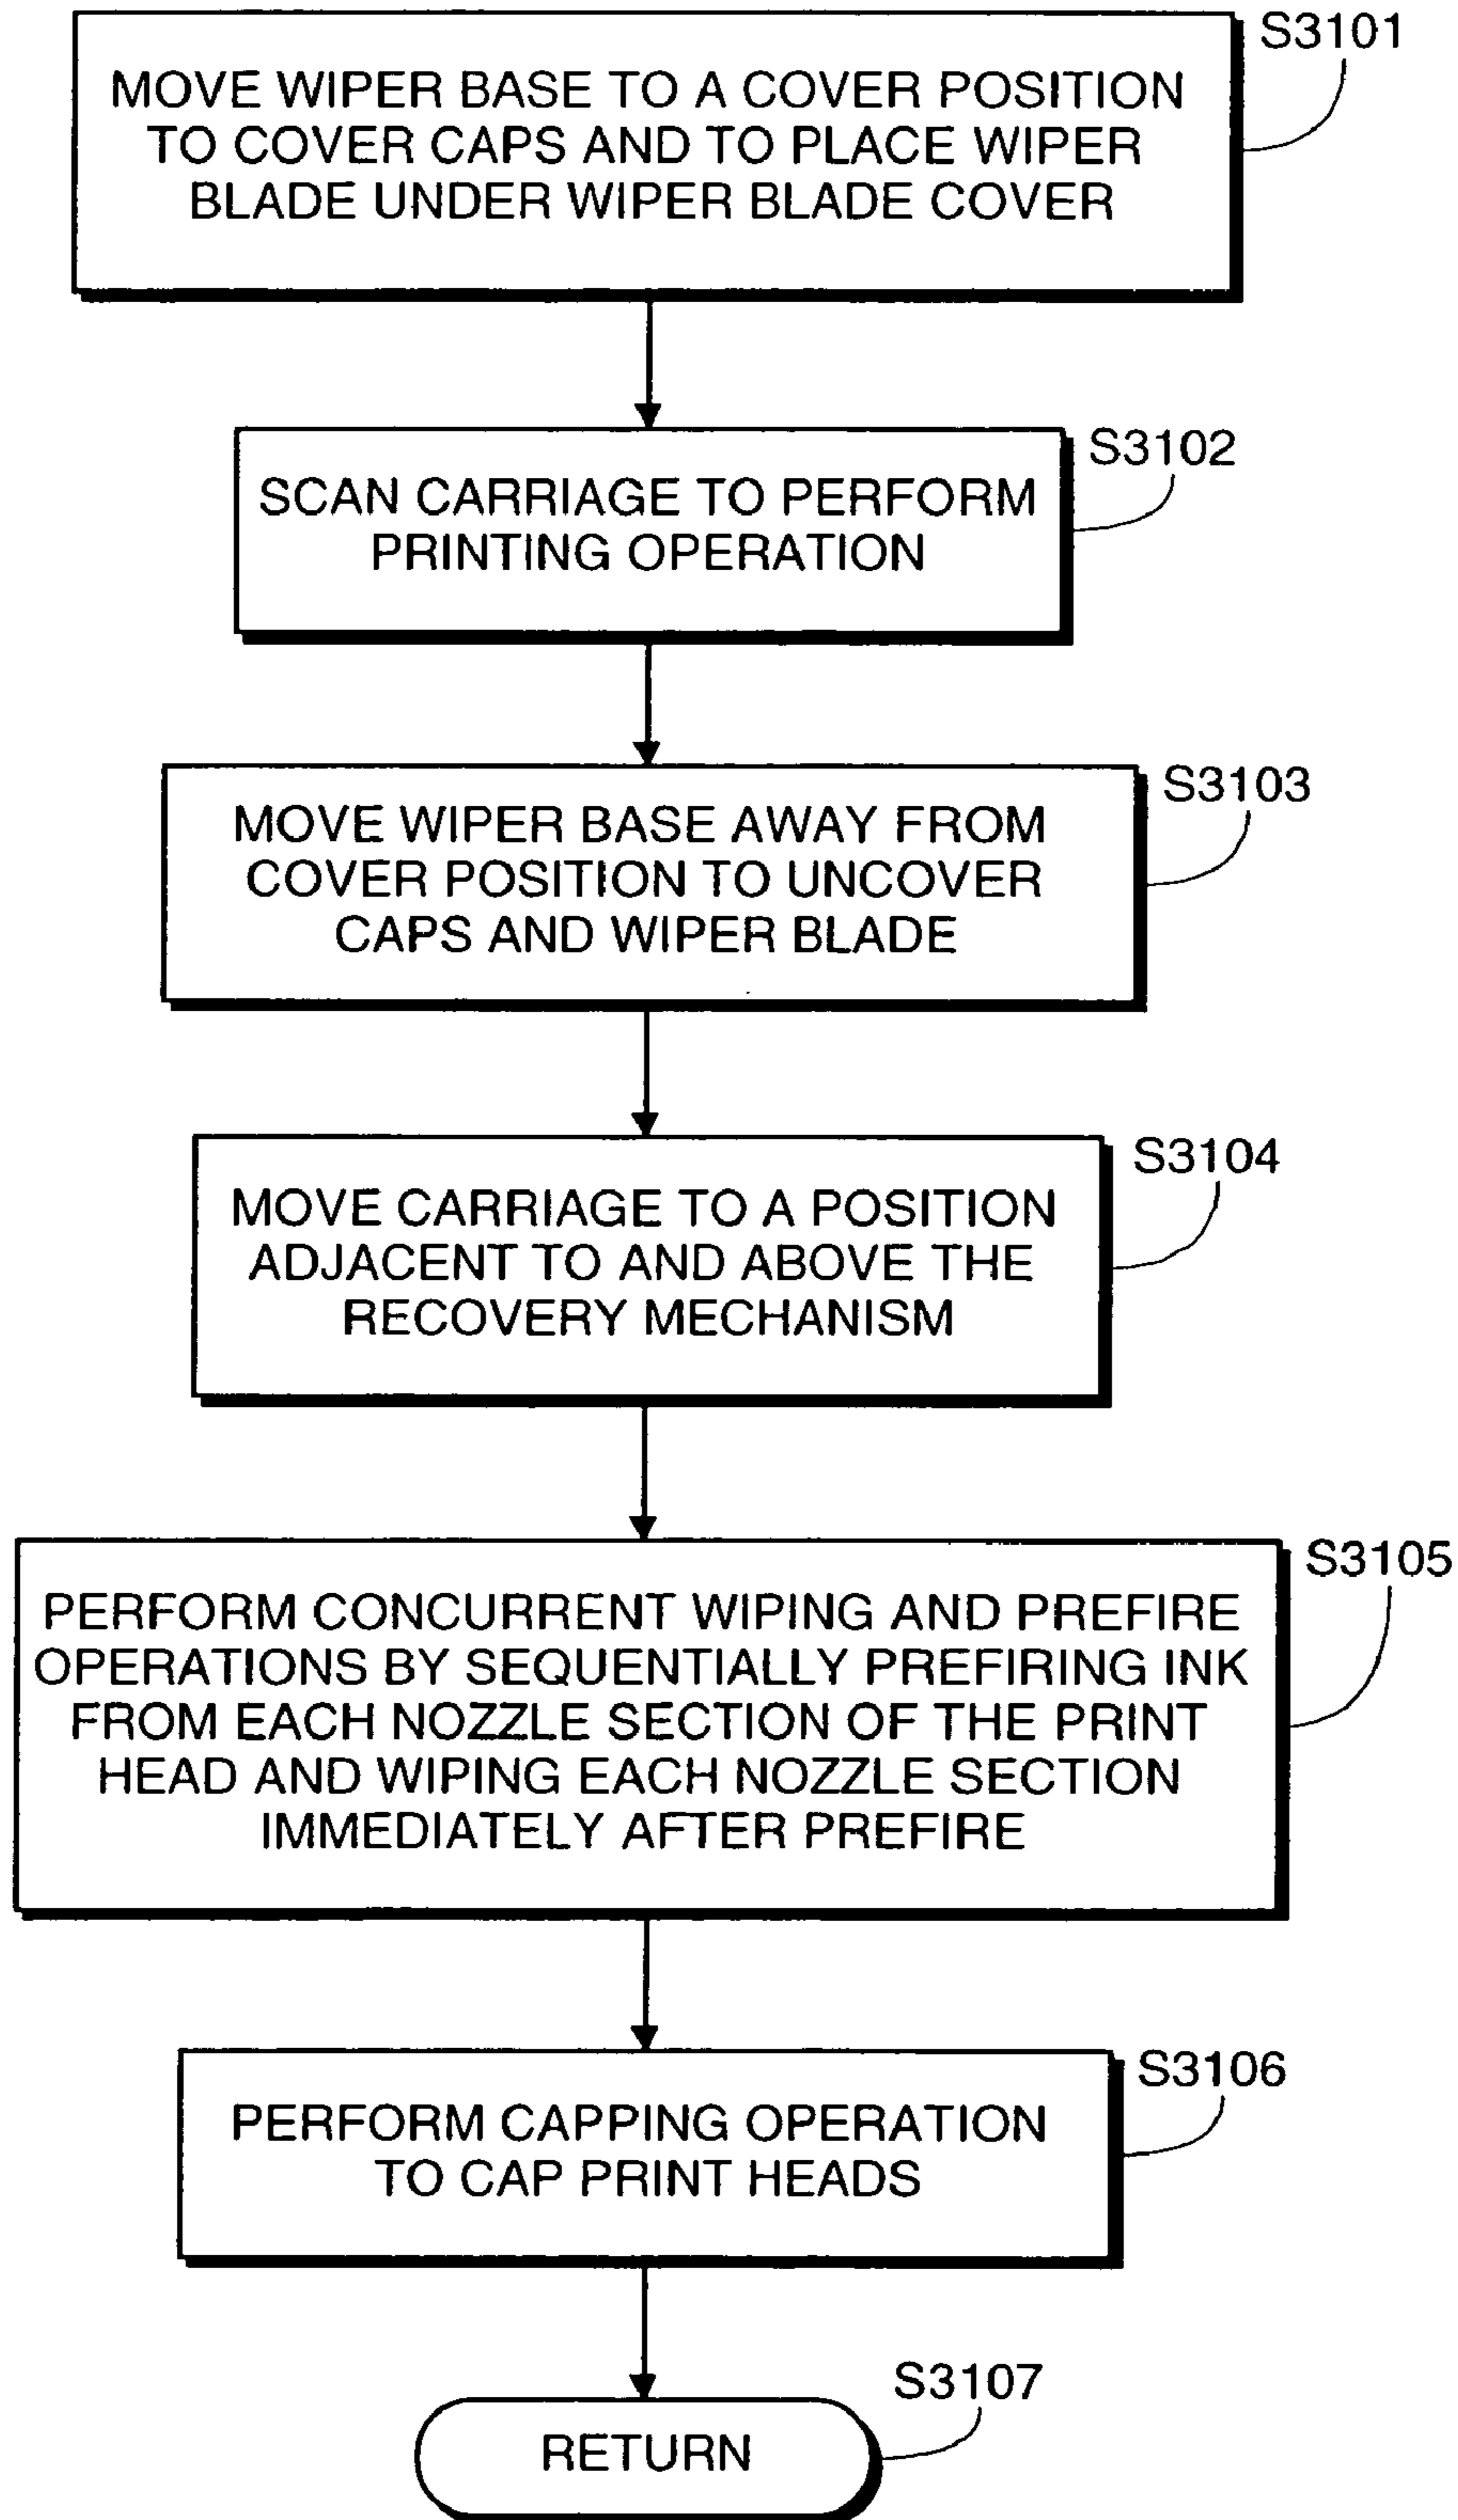 S3101
MOVE WIPER BASE TO A COVER POSITION
TO COVER CAPS AND TO PLACE WIPER
BLADE UNDER WIPER BLADE COVER
S3102
SCAN CARRIAGE TO PERFORM
PRINTING OPERATION
S3103
MOVE WIPER BASE AWAY FROM
COVER POSITION TO UNCOVER
CAPS AND WIPER BLADE
S3104
MOVE CARRIAGE TO A POSITION
ADJACENT TO AND ABOVE THE
RECOVERY MECHANISM
S3105
PERFORM CONCURRENT WIPING AND PREFIRE
OPERATIONS BY SEQUENTIALLY PREFIRING INK
FROM EACH NOZZLE SECTION OF THE PRINT
HEAD AND WIPING EACH NOZZLE SECTION
IMMEDIATELY AFTER PREFIRE
S3106
PERFORM CAPPING OPERATION
TO CAP PRINT HEADS
S3107
RETURN